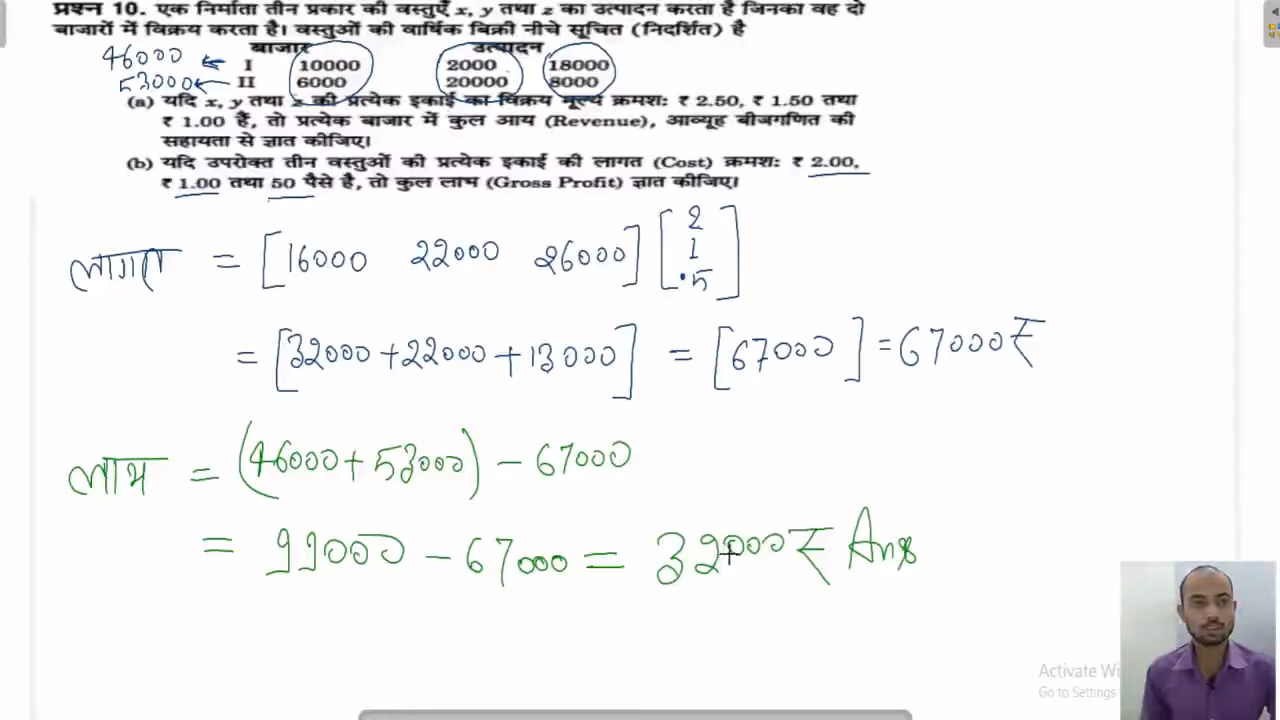 प्रश्न 10. एक निर्माता तीन प्रकार की वस्तुएँ x, y तथा z का उत्पादन करता है जिनका वह दो
बाजारों में विक्रय करता है। वस्तुओं की वार्षिक बिक्री नीचे सूचित (निदर्शित) है
बाजार उत्पादन
46000 ← I 10000 2000 18000
53000 ← II 6000 20000 8000
(a) यदि x, y तथा z की प्रत्येक इकाई का विक्रय मूल्य क्रमशः ₹ 2.50, ₹ 1.50 तथा
₹ 1.00 हैं, तो प्रत्येक बाजार में कुल आय (Revenue), आव्यूह बीजगणित की
सहायता से ज्ञात कीजिए।
(b) यदि उपरोक्त तीन वस्तुओं की प्रत्येक इकाई की लागत (Cost) क्रमशः ₹ 2.00,
₹ 1.00 तथा 50 पैसे है, तो कुल लाभ (Gross Profit) ज्ञात कीजिए।
लागत = [16000 22000 26000] [2 1 .5]
= [32000 + 22000 + 13000] = [67000] = 67000 ₹
लाभ = (46000 + 53000) - 67000
= 99000 - 67000 = 32000 ₹ Ans
Activate Wi
Go to Settings